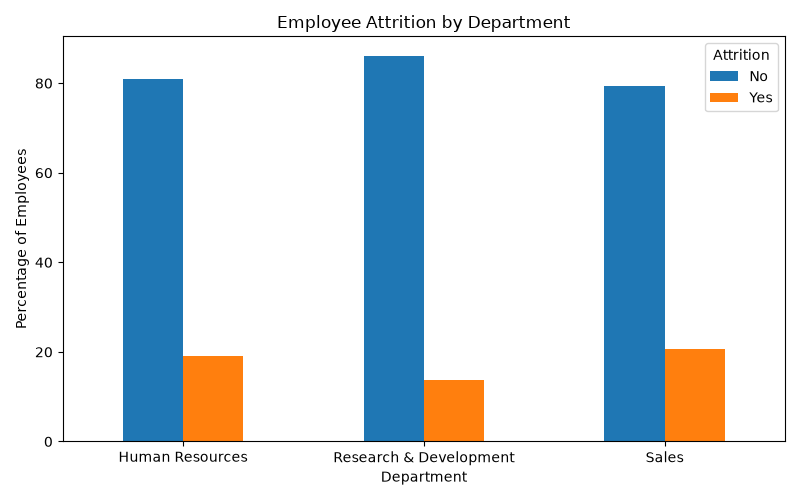 Employee Attrition by Department
Attrition
No
Yes
Percentage of Employees
80
60
40
20
0
Human Resources
Research & Development
Sales
Department